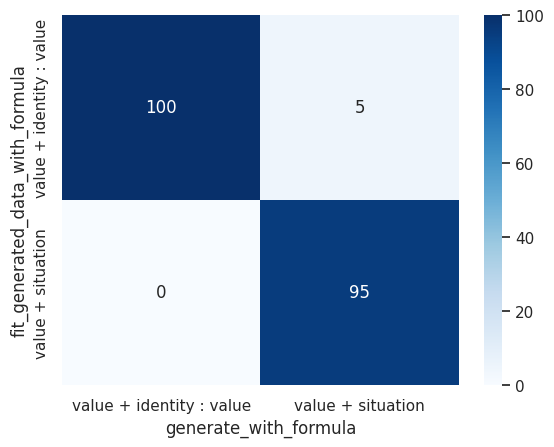 fit_generated_data_with_formula
value + identity : value
value + situation
100
5
0
95
value + identity : value
value + situation
generate_with_formula
100
80
60
40
20
0